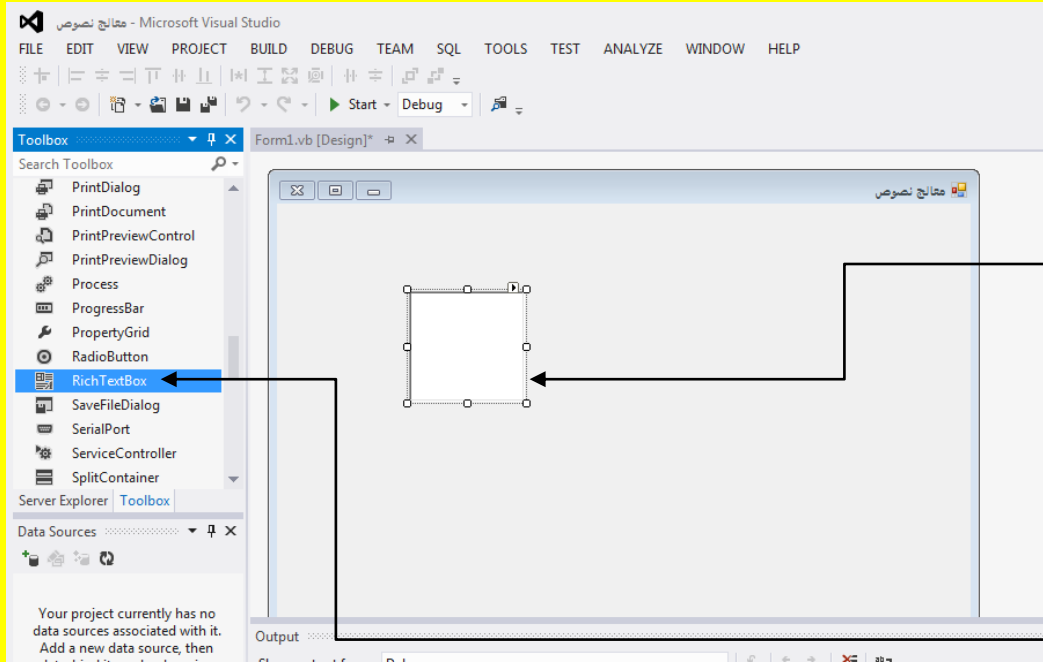 معالج نصوص - Microsoft Visual Studio
FILE EDIT VIEW PROJECT BUILD DEBUG TEAM SQL TOOLS TEST ANALYZE WINDOW HELP
Start Debug
Toolbox
Form1.vb [Design]*
Search Toolbox
PrintDialog
PrintDocument
PrintPreviewControl
PrintPreviewDialog
Process
ProgressBar
PropertyGrid
RadioButton
RichTextBox
SaveFileDialog
SerialPort
ServiceController
SplitContainer
Server Explorer Toolbox
معالج نصوص
Data Sources
Your project currently has no
data sources associated with it.
Add a new data source, then
Output